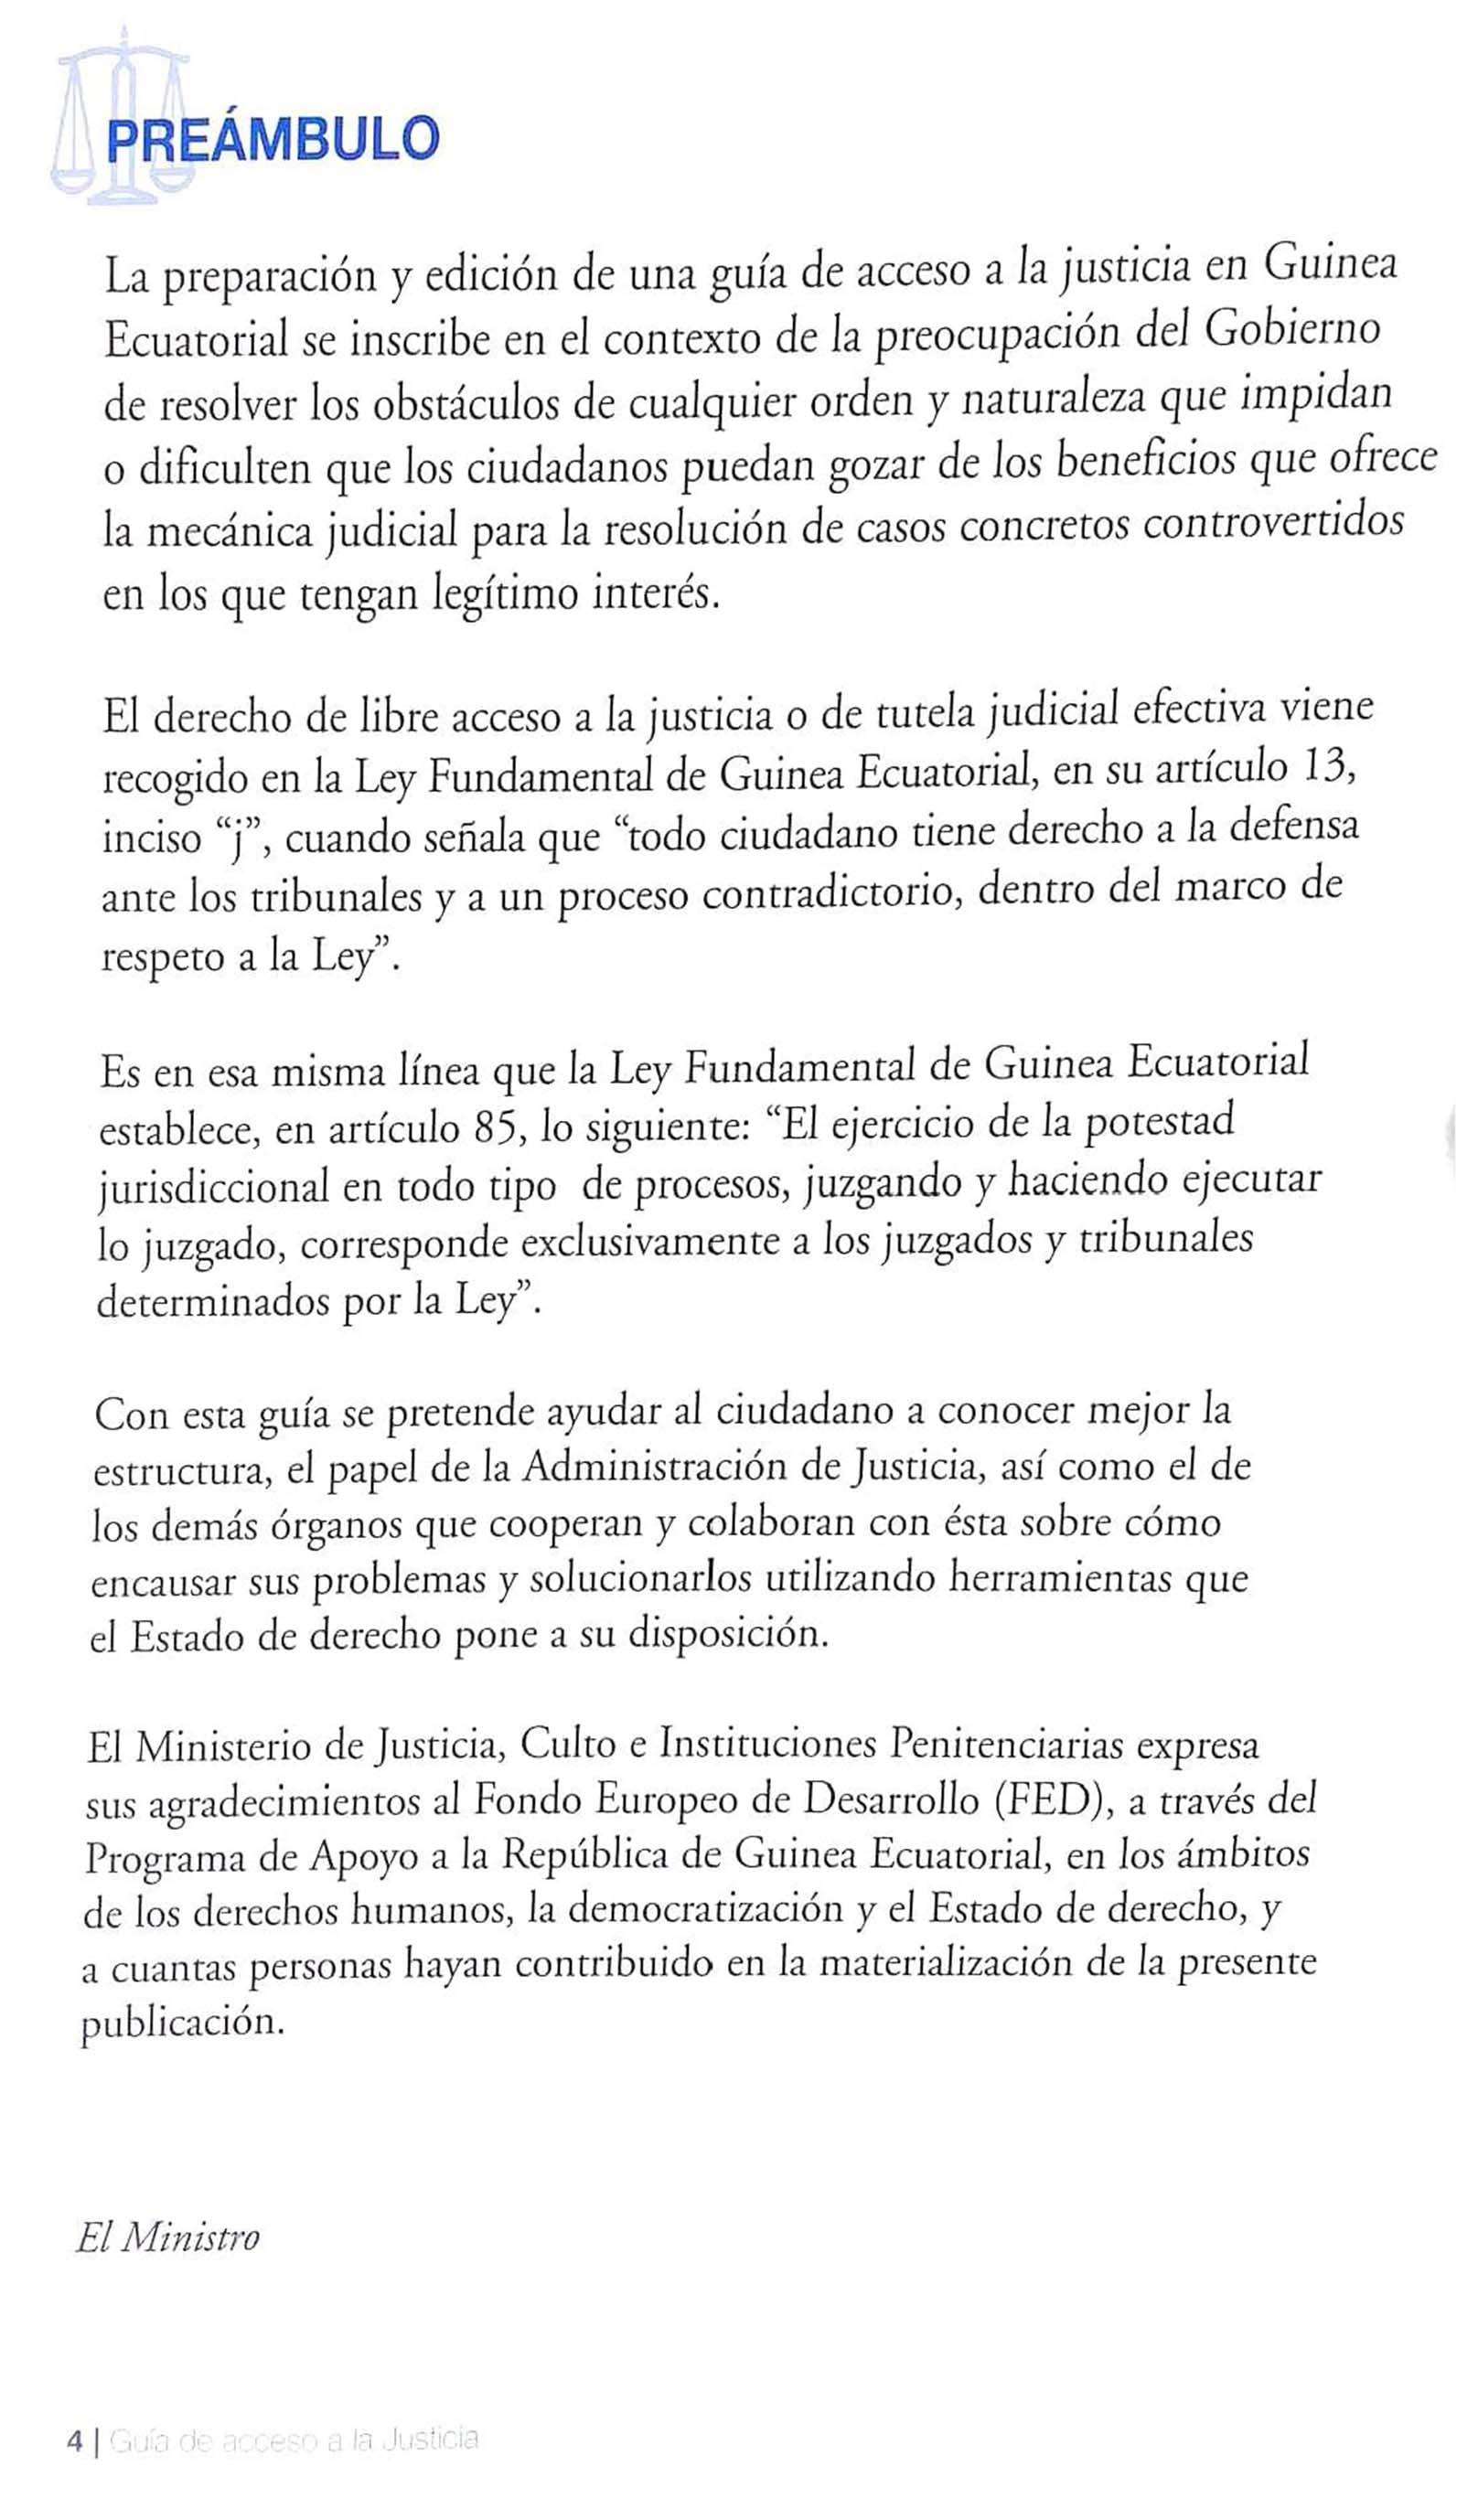 PREÁMBULO
La preparación y edición de una guía de acceso a la justicia en Guinea
Ecuatorial se inscribe en el contexto de la preocupación del Gobierno
de resolver los obstáculos de cualquier orden y naturaleza que impidan
o dificulten que los ciudadanos puedan gozar de los beneficios que ofrece
la mecánica judicial para la resolución de casos concretos controvertidos
en los que tengan legítimo interés.
El derecho de libre acceso a la justicia o de tutela judicial efectiva viene
recogido en la Ley Fundamental de Guinea Ecuatorial, en su artículo 13,
inciso “j”, cuando señala que “todo ciudadano tiene derecho a la defensa
ante los tribunales y a un proceso contradictorio, dentro del marco de
respeto a la Ley”.
Es en esa misma línea que la Ley Fundamental de Guinea Ecuatorial
establece, en artículo 85, lo siguiente: “El ejercicio de la potestad
jurisdiccional en todo tipo de procesos, juzgando y haciendo ejecutar
lo juzgado, corresponde exclusivamente a los juzgados y tribunales
determinados por la Ley”.
Con esta guía se pretende ayudar al ciudadano a conocer mejor la
estructura, el papel de la Administración de Justicia, así como el de
los demás órganos que cooperan y colaboran con ésta sobre cómo
encausar sus problemas y solucionarlos utilizando herramientas que
el Estado de derecho pone a su disposición.
El Ministerio de Justicia, Culto e Instituciones Penitenciarias expresa
sus agradecimientos al Fondo Europeo de Desarrollo (FED), a través del
Programa de Apoyo a la República de Guinea Ecuatorial, en los ámbitos
de los derechos humanos, la democratización y el Estado de derecho, y
a cuantas personas hayan contribuido en la materialización de la presente
publicación.
El Ministro
4 | Guía de acceso a la Justicia